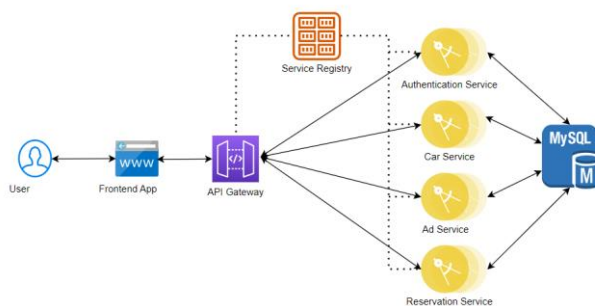 Service Registry
Authentication Service
MySQL
WWW
Car Service
M
User
Frontend App
API Gateway
Ad Service
Reservation Service